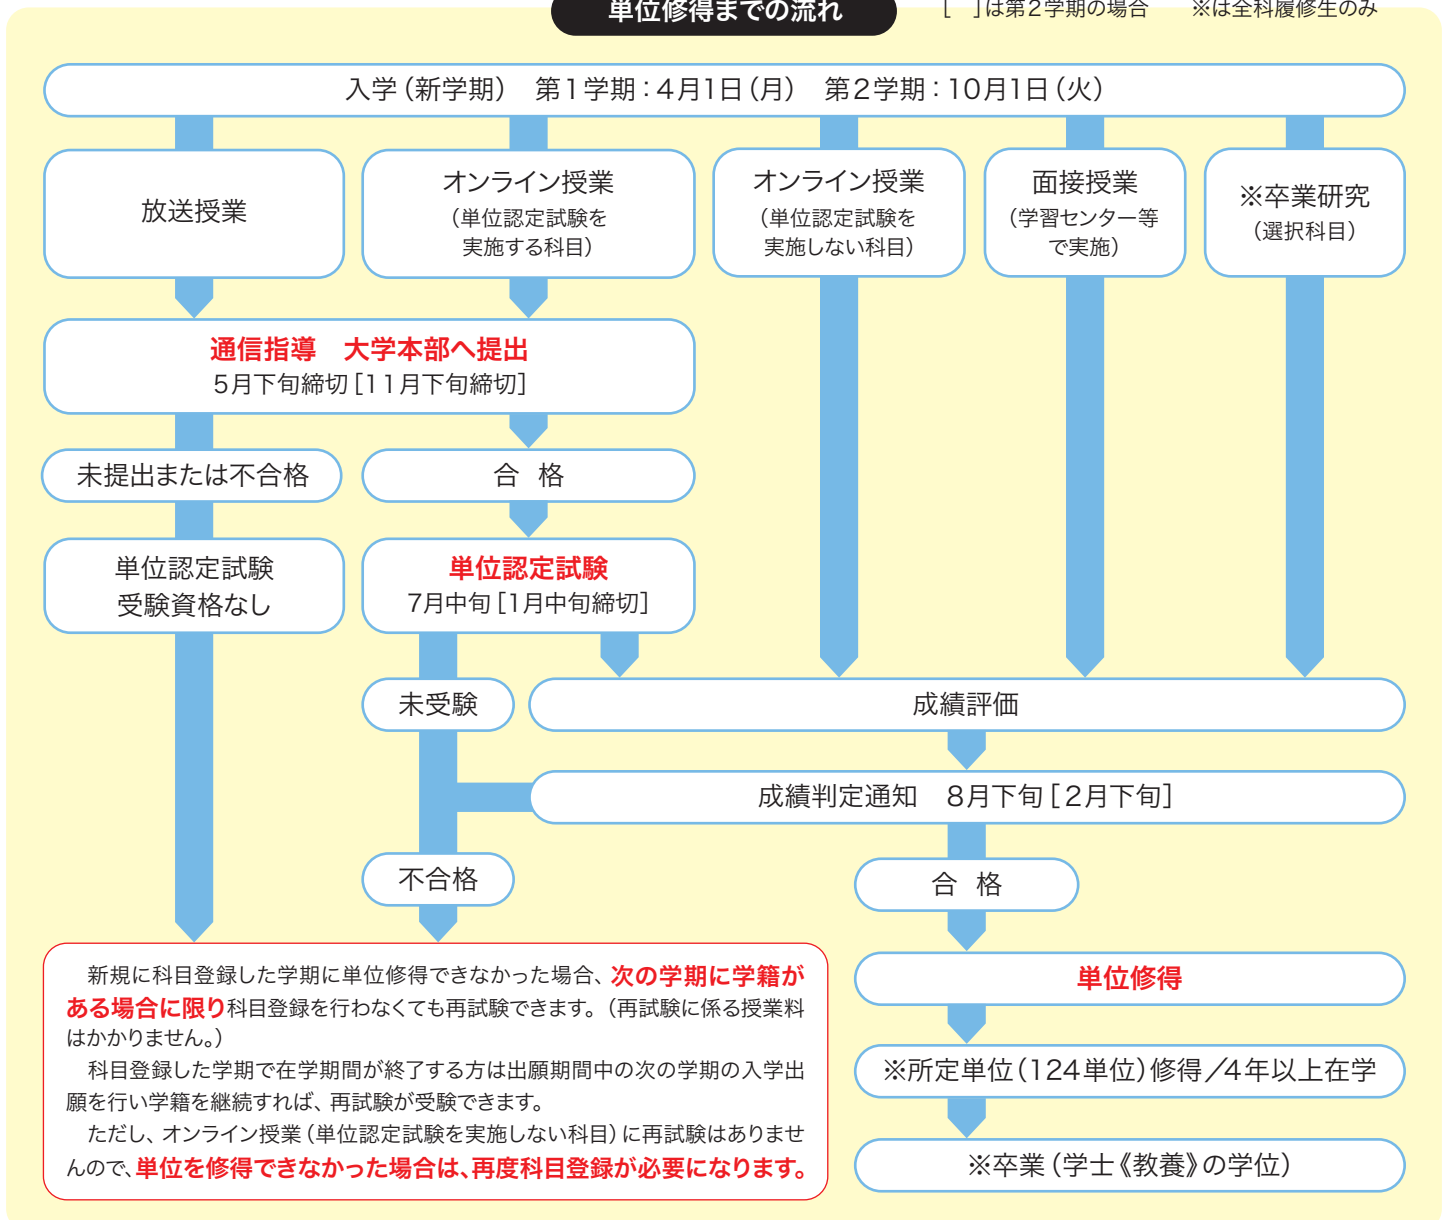 単位修得までの流れ
[　]は第2学期の場合　※は全科履修生のみ
入学（新学期）　第1学期：4月1日（月）　第2学期：10月1日（火）
放送授業
オンライン授業
（単位認定試験を
実施する科目）
オンライン授業
（単位認定試験を
実施しない科目）
面接授業
（学習センター等
で実施）
※卒業研究
（選択科目）
通信指導　大学本部へ提出
5月下旬締切［11月下旬締切］
未提出または不合格
合 格
単位認定試験
受験資格なし
単位認定試験
7月中旬［1月中旬締切］
未受験
成績評価
成績判定通知　8月下旬［2月下旬］
不合格
合 格
新規に科目登録した学期に単位修得できなかった場合、次の学期に学籍が
ある場合に限り科目登録を行わなくても再試験できます。（再試験に係る授業料
はかかりません。）
科目登録した学期で在学期間が終了する方は出願期間中の次の学期の入学出
願を行い学籍を継続すれば、再試験が受験できます。
ただし、オンライン授業（単位認定試験を実施しない科目）に再試験はありませ
んので、単位を修得できなかった場合は、再度科目登録が必要になります。
単位修得
※所定単位（124単位）修得／4年以上在学
※卒業（学士《教養》の学位）